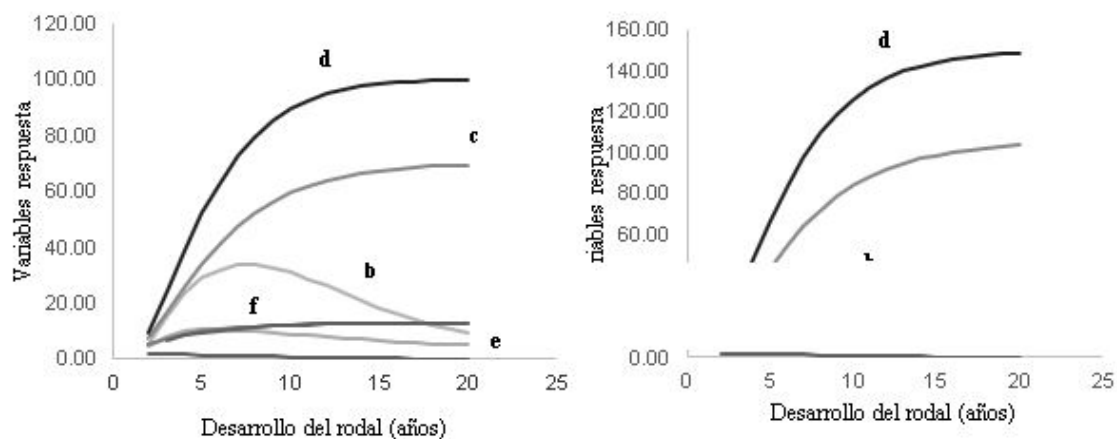 120.00
100.00
80.00
60.00
40.00
20.00
0.00
Variables respuesta
d
c
b
f
e
0 5 10 15 20 25
Desarrollo del rodal (años)
160.00
140.00
120.00
100.00
80.00
60.00
0.00
riables respuesra
d
0 5 10 15 20 25
Desarrollo del rodal (años)